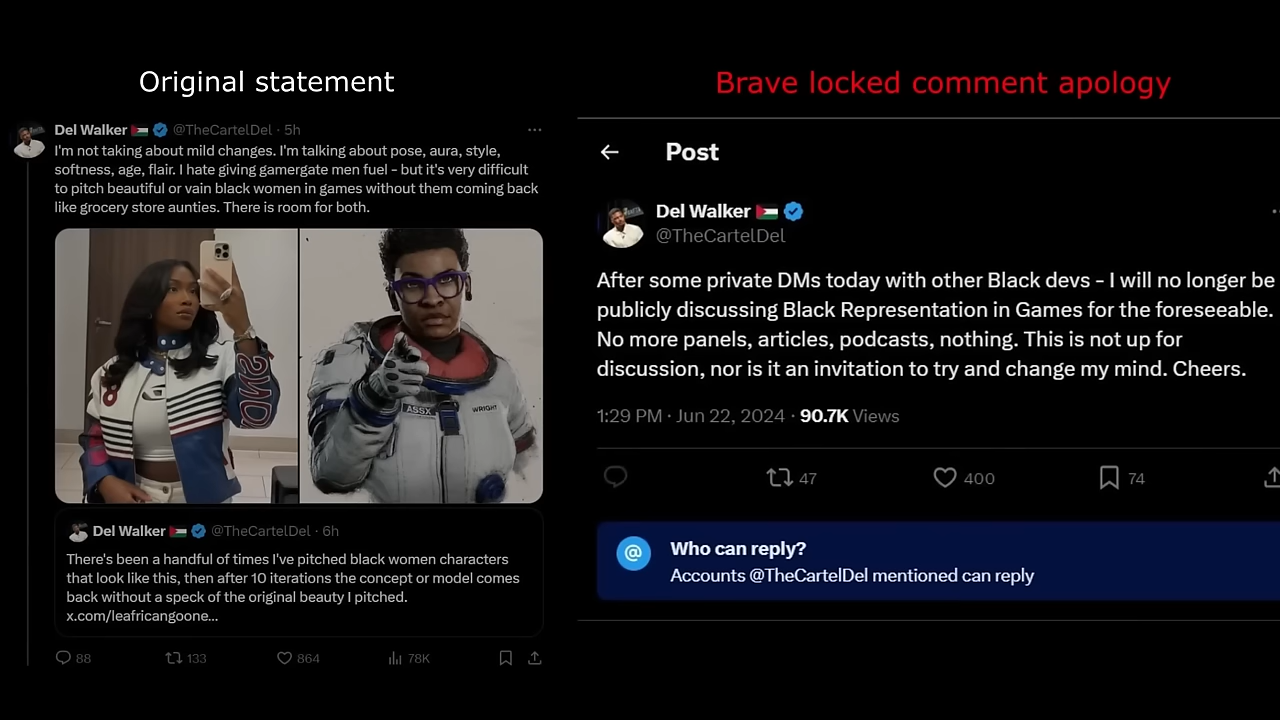 Original statement
Del Walker @TheCartelDel · 5h
I'm not taking about mild changes. I'm talking about pose, aura, style,
softness, age, flair. I hate giving gamergate men fuel - but it's very difficult
to pitch beautiful or vain black women in games without them coming back
like grocery store aunties. There is room for both.
ASSX
WRIGHT
Del Walker @TheCartelDel · 6h
There's been a handful of times I've pitched black women characters
that look like this, then after 10 iterations the concept or model comes
back without a speck of the original beauty I pitched.
x.com/leafricangoone...
88 133 864 78K
Brave locked comment apology
Post
Del Walker
@TheCartelDel
After some private DMs today with other Black devs - I will no longer be
publicly discussing Black Representation in Games for the foreseeable.
No more panels, articles, podcasts, nothing. This is not up for
discussion, nor is it an invitation to try and change my mind. Cheers.
1:29 PM · Jun 22, 2024 · 90.7K Views
47 400 74
@
Who can reply?
Accounts @TheCartelDel mentioned can reply